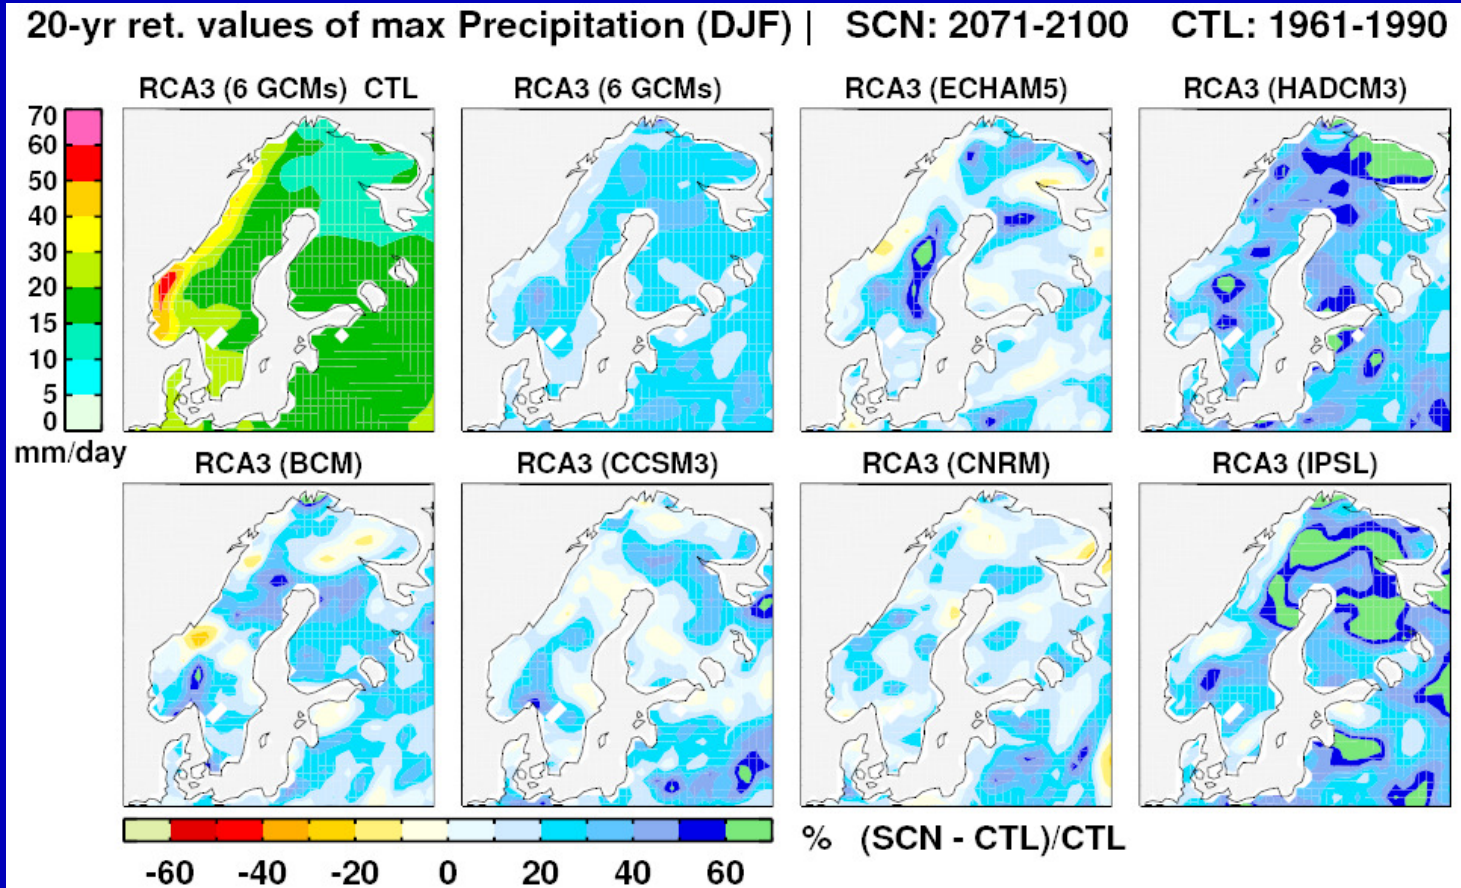 20-yr ret. values of max Precipitation (DJF) | SCN: 2071-2100 CTL: 1961-1990
RCA3 (6 GCMs) CTL
RCA3 (6 GCMs)
RCA3 (ECHAM5)
RCA3 (HADCM3)
70
60
50
40
30
20
15
10
5
0
mm/day
RCA3 (BCM)
RCA3 (CCSM3)
RCA3 (CNRM)
RCA3 (IPSL)
-60 -40 -20 0 20 40 60
% (SCN - CTL)/CTL